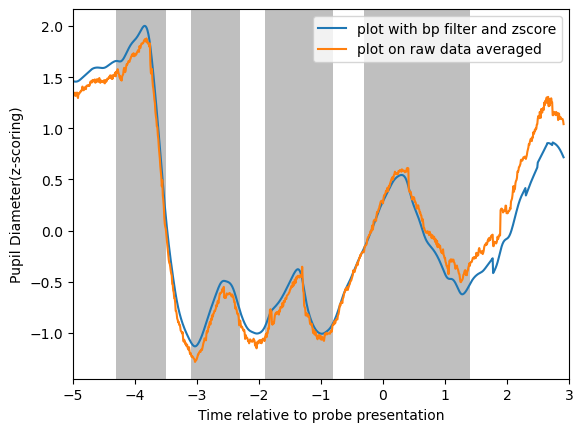 plot with bp filter and zscore
plot on raw data averaged
Pupil Diameter(z-scoring)
2.0
1.5
1.0
0.5
0.0
−0.5
−1.0
−5 −4 −3 −2 −1 0 1 2 3
Time relative to probe presentation